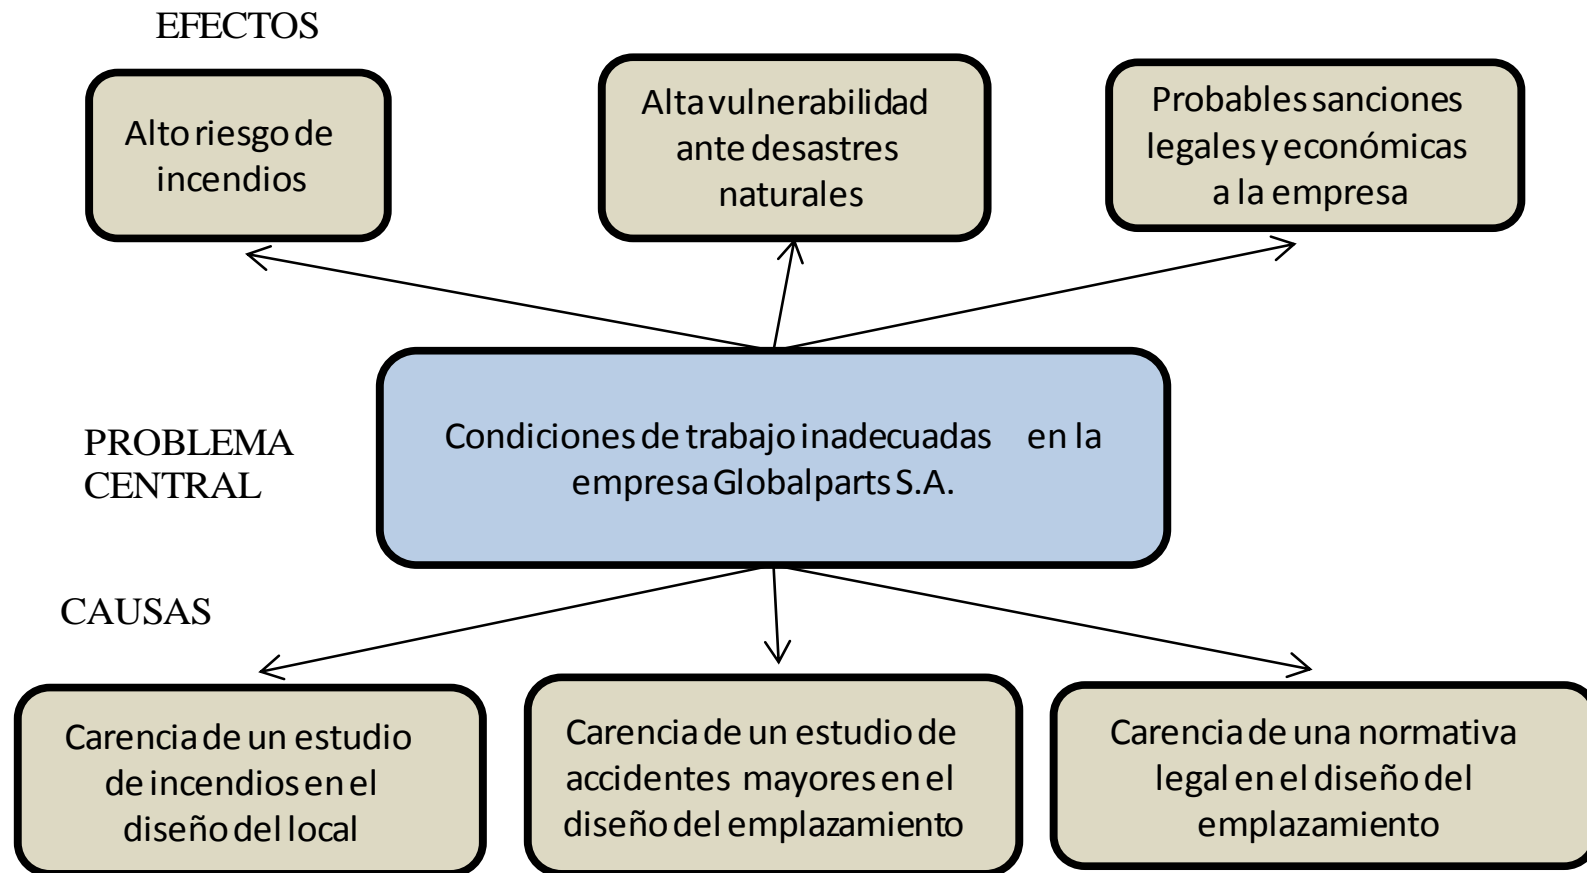 EFECTOS
Alto riesgo de
incendios
Alta vulnerabilidad
ante desastres
naturales
Probables sanciones
legales y económicas
a la empresa
PROBLEMA
CENTRAL
Condiciones de trabajo inadecuadas en la
empresa Globalparts S.A.
CAUSAS
Carencia de un estudio
de incendios en el
diseño del local
Carencia de un estudio de
accidentes mayores en el
diseño del emplazamiento
Carencia de una normativa
legal en el diseño del
emplazamiento